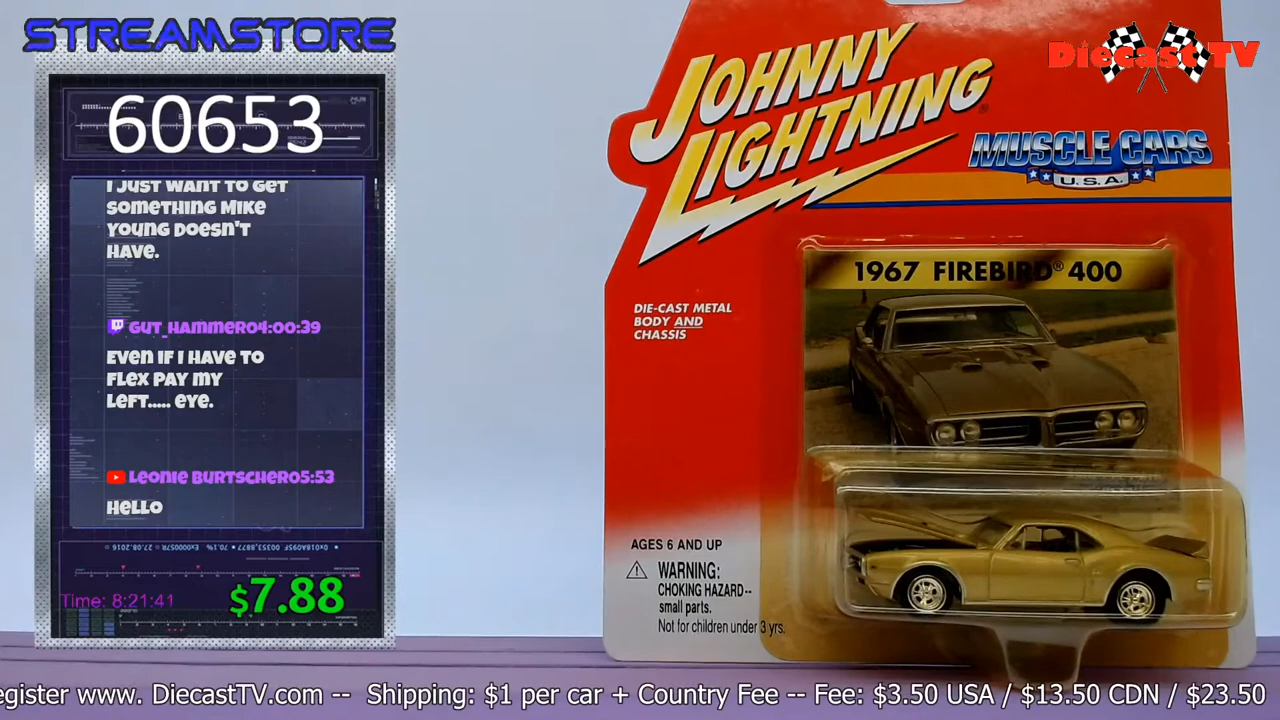 STREAMSTORE
60653
I just want to get
something Mike
Young doesn't
have.
Gut_Hammer04:00:39
Even if I have to
flex pay my
left..... eye.
Leonie Burtscher05:53
Hello
Time: 8:21:41
$7.88
Diecast TV
JOHNNY
LIGHTNING
MUSCLE CARS
U.S.A.
1967 FIREBIRD® 400
DIE-CAST METAL
BODY AND
CHASSIS
AGES 6 AND UP
WARNING:
CHOKING HAZARD--
small parts.
Not for children under 3 yrs.
egister www. DiecastTV.com -- Shipping: $1 per car + Country Fee -- Fee: $3.50 USA / $13.50 CDN / $23.50